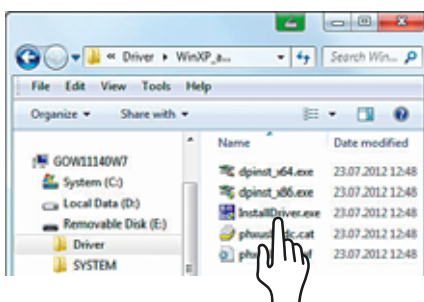 « Driver ▸ WinXP_a... Search Win...
File Edit View Tools Help
Organize Share with
Name Date modified
GOW11140W7
System (C:)
Local Data (D:)
Removable Disk (E:)
Driver
SYSTEM
dpinst_x64.exe 23.07.2012 12:48
dpinst_x86.exe 23.07.2012 12:48
InstallDriver.exe 23.07.2012 12:48
23.07.2012 12:48
23.07.2012 12:48